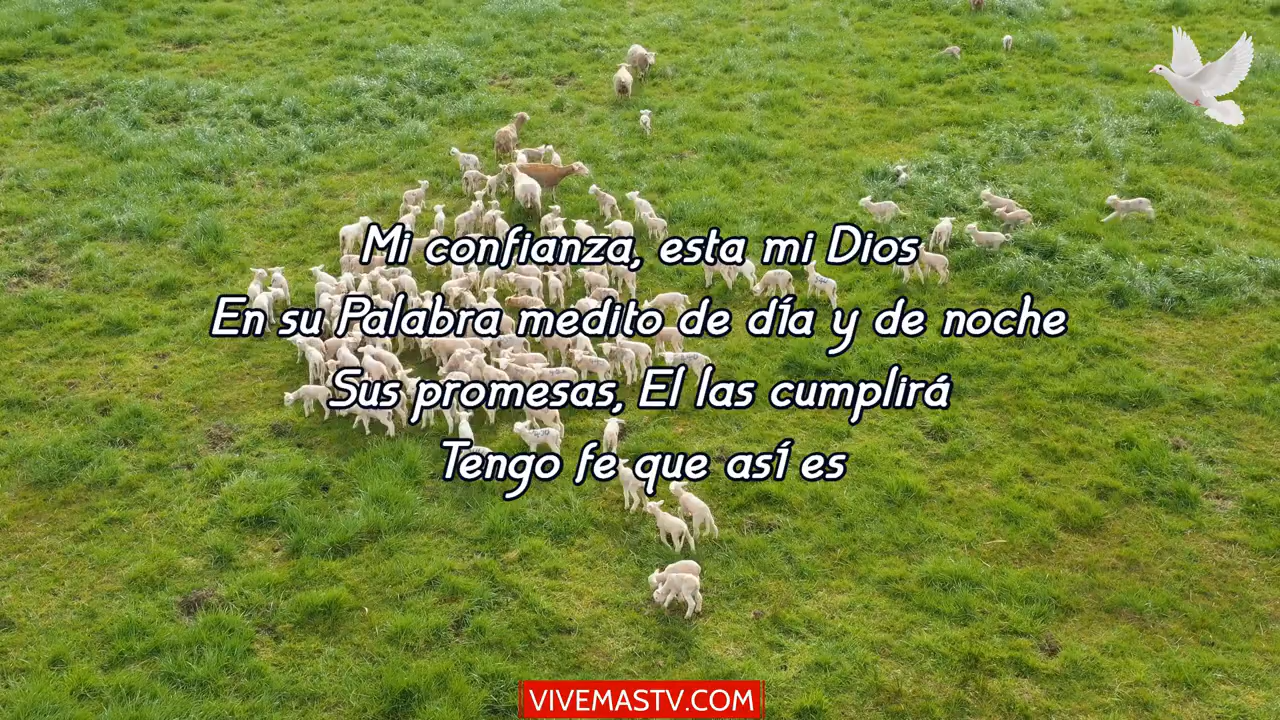 Mi confianza, esta mi Dios
En su Palabra medito de día y de noche
Sus promesas, El las cumplirá
Tengo fe que así es
VIVEMASTV.COM